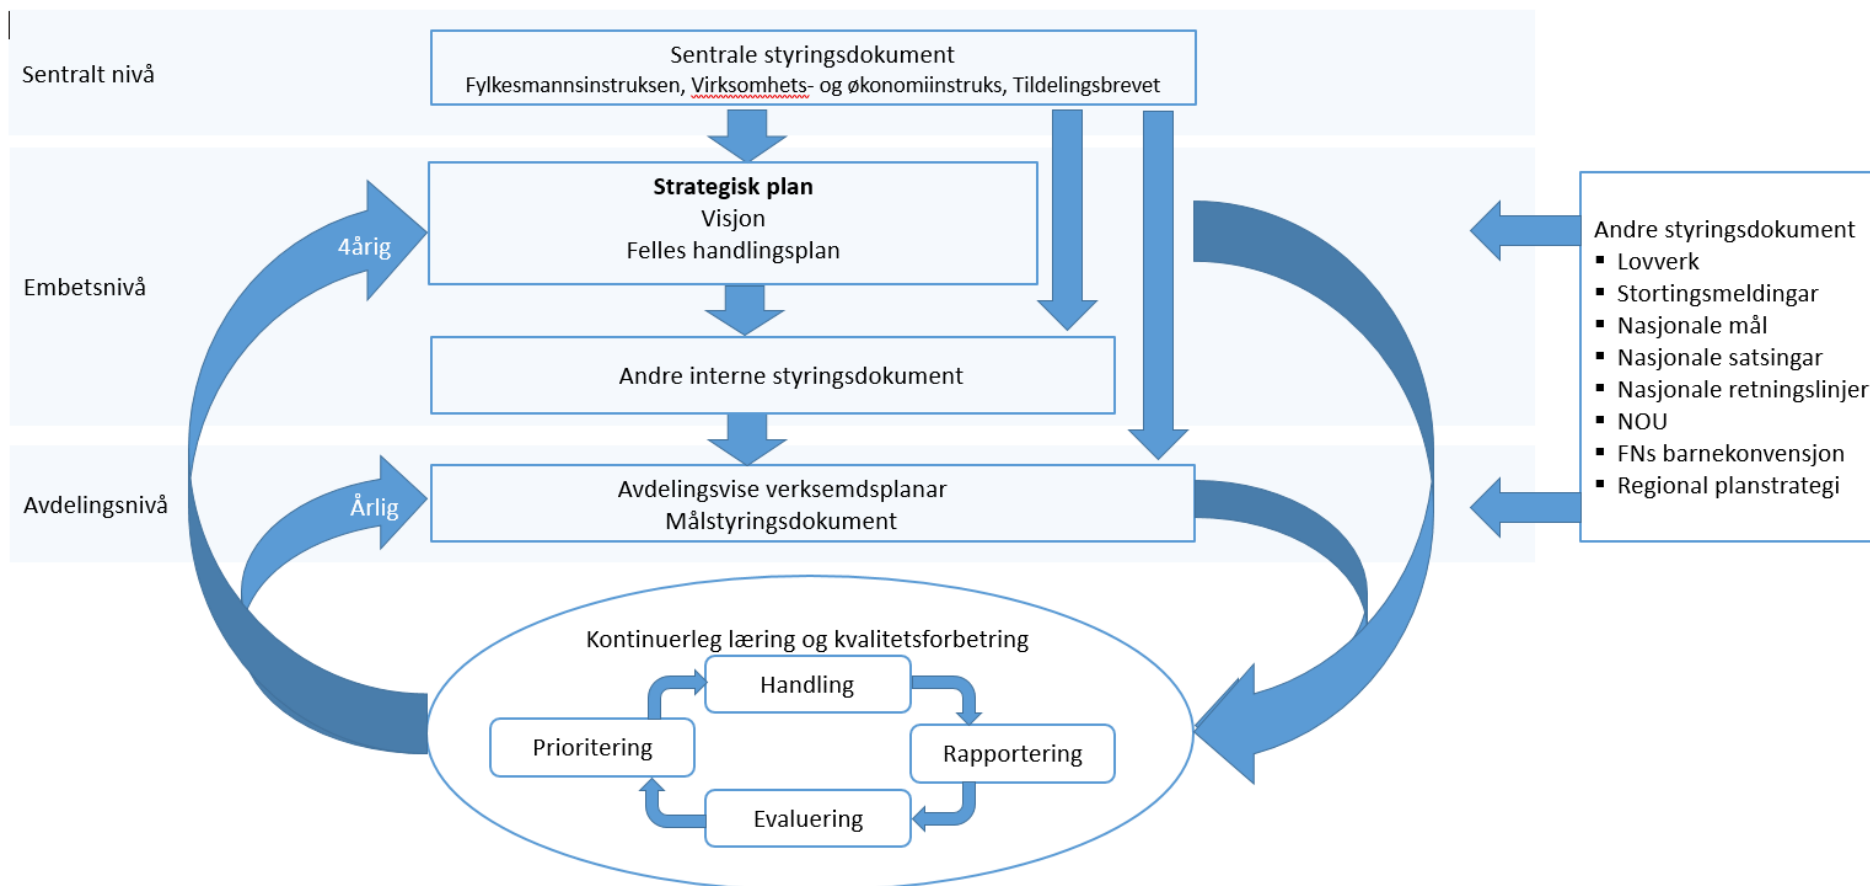 Sentralt nivå
Sentrale styringsdokument
Fylkesmannsinstruksen, Virksomhets- og økonomiinstruks, Tildelingsbrevet
Embetsnivå
4årig
Strategisk plan
Visjon
Felles handlingsplan
Andre interne styringsdokument
Andre styringsdokument
▪ Lovverk
▪ Stortingsmeldingar
▪ Nasjonale mål
▪ Nasjonale satsingar
▪ Nasjonale retningslinjer
▪ NOU
▪ FNs barnekonvensjon
▪ Regional planstrategi
Avdelingsnivå
Årlig
Avdelingsvise verksemdsplanar
Målstyringsdokument
Kontinuerleg læring og kvalitetsforbetring
Handling
Prioritering
Rapportering
Evaluering